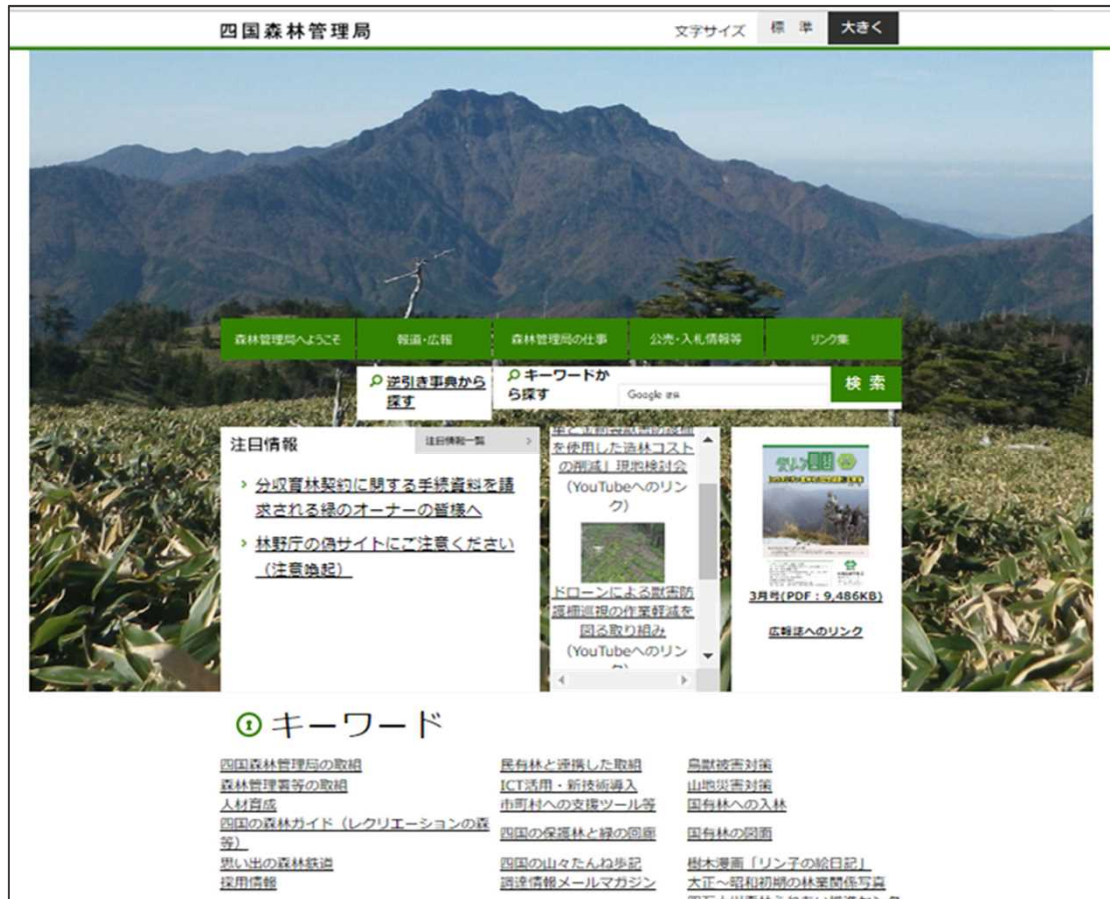 四国森林管理局
文字サイズ 標 準 大きく
森林管理局へようこそ 報道・広報 森林管理局の仕事 公売・入札情報等 リンク集
逆引き事典から
探す
キーワードか
ら探す
Google
検 索
注目情報
注目情報一覧
分収育林契約に関する手続資料を請
求される緑のオーナーの皆様へ
林野庁の偽サイトにご注意ください
（注意喚起）
を使用した造林コスト
の削減」現地検討会
（YouTubeへのリン
ク）
ドローンによる獣害防
護柵巡視の作業軽減を
図る取り組み
（YouTubeへのリン
3月号(PDF : 9,486KB)
広報誌へのリンク
キーワード
四国森林管理局の取組 民有林と連携した取組 鳥獣被害対策
森林管理署等の取組 ICT活用・新技術導入 山地災害対策
人材育成 市町村への支援ツール等 国有林への入林
四国の森林ガイド（レクリエーションの森
等） 四国の保護林と緑の回廊 国有林の図面
思い出の森林鉄道 四国の山々たんね歩記 樹木漫画「リン子の絵日記」
採用情報 調達情報メールマガジン 大正～昭和初期の林業関係写真